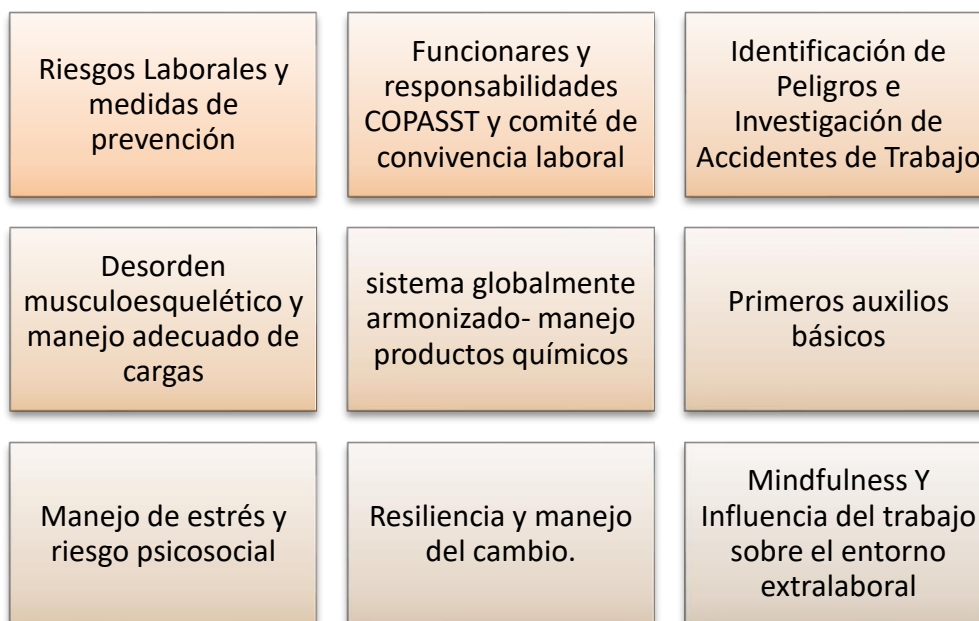 Riesgos Laborales y
medidas de
prevención
Funcionares y
responsabilidades
COPASST y comité de
convivencia laboral
Identificación de
Peligros e
Investigación de
Accidentes de Trabajo
Desorden
musculoesquelético y
manejo adecuado de
cargas
sistema globalmente
armonizado- manejo
productos químicos
Primeros auxilios
básicos
Manejo de estrés y
riesgo psicosocial
Resiliencia y manejo
del cambio.
Mindfulness Y
Influencia del trabajo
sobre el entorno
extralaboral